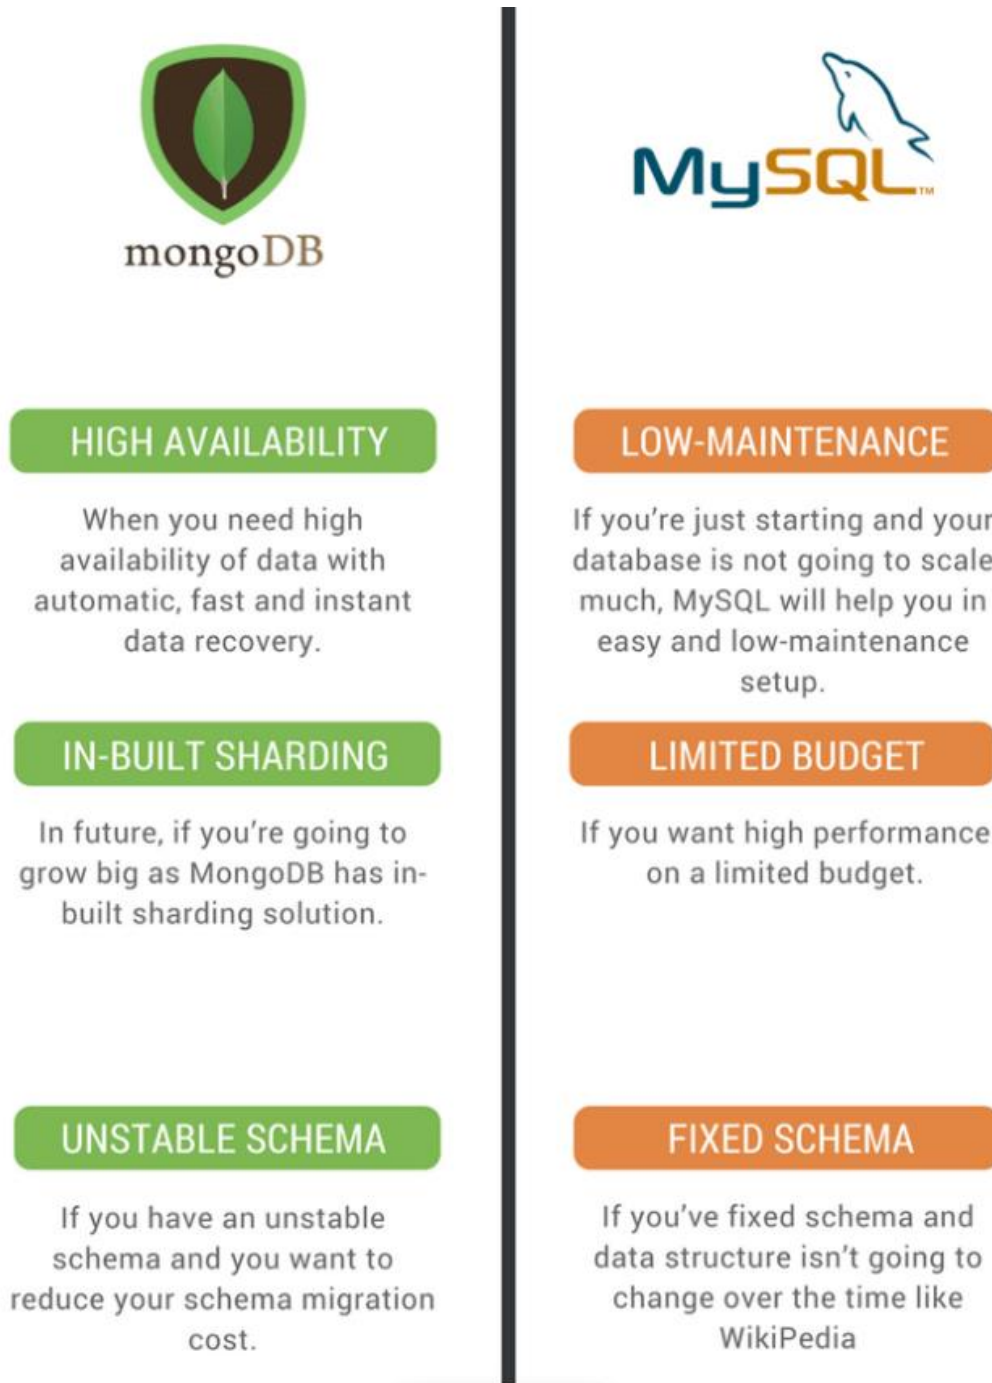 mongoDB
HIGH AVAILABILITY
When you need high
availability of data with
automatic, fast and instant
data recovery.
IN-BUILT SHARDING
In future, if you're going to
grow big as MongoDB has in-
built sharding solution.
UNSTABLE SCHEMA
If you have an unstable
schema and you want to
reduce your schema migration
cost.
MySQL™
LOW-MAINTENANCE
If you're just starting and your
database is not going to scale
much, MySQL will help you in
easy and low-maintenance
setup.
LIMITED BUDGET
If you want high performance
on a limited budget.
FIXED SCHEMA
If you've fixed schema and
data structure isn't going to
change over the time like
WikiPedia